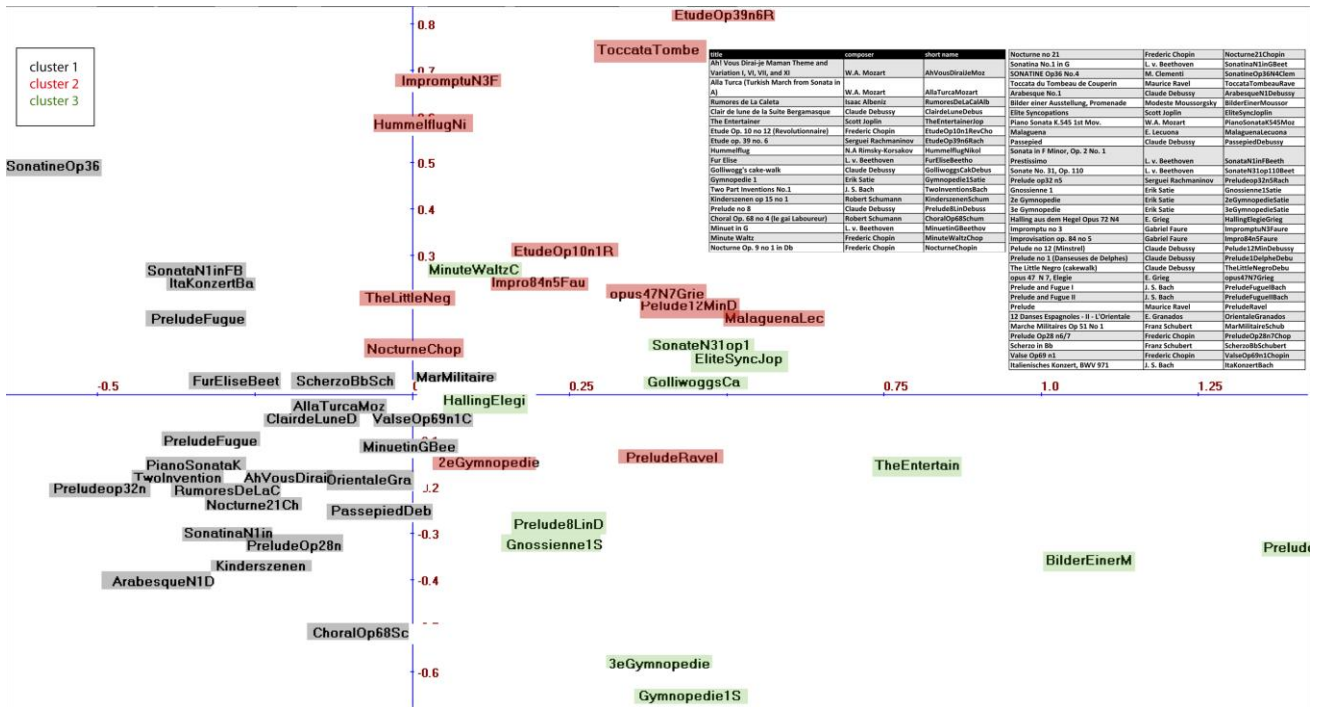 cluster 1
cluster 2
cluster 3
EtudeOp39n6R
0.8
ToccataTombe
0.7
ImpromptuN3F
HummelflugNi
SonatineOp36
0.5
0.4
EtudeOp10n1R
0.3
SonataN1inFB
MinuteWaltzC
ItaKonzertBa
Impro84n5Fau
TheLittleNeg
opus47N7Grie
Pelude12MinD
PreludeFugue
MalaguenaLec
NocturneChop
SonateN31op1
EliteSyncJop
FurEliseBeet
ScherzoBbSch
MarMilitaire
GolliwoggsCa
-0.5
0
0.25
0.75
1.0
1.25
AllaTurcaMoz
HallingElegi
ClairdeLuneD
ValseOp69n1C
PreludeFugue
MinuetinGBee
PianoSonataK
2eGymnopedie
PreludeRavel
TheEntertain
TwoInvention
AhVousDirai
OrientaleGra
Preludeop32n
RumoresDeLaC
Nocturne21Ch
PassepiedDeb
Prelude8LinD
SonatinaN1in
-0.3
PreludeOp28n
Gnossienne1S
Prelude
Kinderszenen
BilderEinerM
ArabesqueN1D
-0.4
ChoralOp68Sc
3eGymnopedie
-0.6
Gymnopedie1S
title composer short name
Ah! Vous Dirai-je Maman Theme and
Variation I, VI, VII, and XI W.A. Mozart AhVousDiraiJeMoz
Alla Turca (Turkish March from Sonata in
A) W.A. Mozart AllaTurcaMozart
Rumores de La Caleta Isaac Albeniz RumoresDeLaCalAlb
Clair de lune de la Suite Bergamasque Claude Debussy ClairdeLuneDebus
The Entertainer Scott Joplin TheEntertainerJop
Etude Op. 10 no 12 (Revolutionnaire) Frederic Chopin EtudeOp10n1RevCho
Etude op. 39 no. 6 Serguei Rachmaninov EtudeOp39n6Rach
Hummelflug N.A Rimsky-Korsakov HummelflugNikol
Fur Elise L. v. Beethoven FurEliseBeetho
Golliwogg's cake-walk Claude Debussy GolliwoggsCakDebus
Gymnopedie 1 Erik Satie Gymnopedie1Satie
Two Part Inventions No.1 J. S. Bach TwoInventionsBach
Kinderszenen op 15 no 1 Robert Schumann KinderszenenSchum
Prelude no 8 Claude Debussy Prelude8LinDebuss
Choral Op. 68 no 4 (le gai Laboureur) Robert Schumann ChoralOp68Schum
Minuet in G L. v. Beethoven MinuetinGBeethov
Minute Waltz Frederic Chopin MinuteWaltzChop
Nocturne Op. 9 no 1 in Db Frederic Chopin NocturneChopin
Nocturne no 21 Frederic Chopin Nocturne21Chopin
Sonatina No.1 in G L. v. Beethoven SonatinaN1inGBeet
SONATINE Op36 No.4 M. Clementi SonatineOp36N4Clem
Toccata du Tombeau de Couperin Maurice Ravel ToccataTombeauRave
Arabesque No.1 Claude Debussy ArabesqueN1Debussy
Bilder einer Ausstellung, Promenade Modeste Moussorgsky BilderEinerMoussor
Elite Syncopations Scott Joplin EliteSyncJoplin
Piano Sonata K.545 1st Mov. W.A. Mozart PianoSonataK545Moz
Malaguena E. Lecuona MalaguenaLecuona
Passepied Claude Debussy PassepiedDebussy
Sonata in F Minor, Op. 2 No. 1
Prestissimo L. v. Beethoven SonataN1inFBeeth
Sonate No. 31, Op. 110 L. v. Beethoven SonateN31op110Beet
Prelude op32 n5 Serguei Rachmaninov Preludeop32n5Rach
Gnossienne 1 Erik Satie Gnossienne1Satie
2e Gymnopedie Erik Satie 2eGymnopedieSatie
3e Gymnopedie Erik Satie 3eGymnopedieSatie
Halling aus dem Hegel Opus 72 N4 E. Grieg HallingElegieGrieg
Impromptu no 3 Gabriel Faure ImpromptuN3Faure
Improvisation op. 84 no 5 Gabriel Faure Impro84n5Faure
Pelude no 12 (Minstrel) Claude Debussy Pelude12MinDebussy
Prelude no 1 (Danseuses de Delphes) Claude Debussy Prelude1DelpheDebu
The Little Negro (cakewalk) Claude Debussy TheLittleNegroDebu
opus 47 N 7, Elegie E. Grieg opus47N7Grieg
Prelude and Fugue I J. S. Bach PreludeFugueIBach
Prelude and Fugue II J. S. Bach PreludeFugueIIBach
Prelude Maurice Ravel PreludeRavel
12 Danses Espagnoles - II - L'Orientale E. Granados OrientaleGranados
Marche Militaires Op 51 No 1 Franz Schubert MarMilitaireSchub
Prelude Op28 n6/7 Frederic Chopin PreludeOp28n7Chop
Scherzo in Bb Franz Schubert ScherzoBbSchubert
Valse Op69 n1 Frederic Chopin ValseOp69n1Chopin
Italienisches Konzert, BWV 971 J. S. Bach ItaKonzertBach